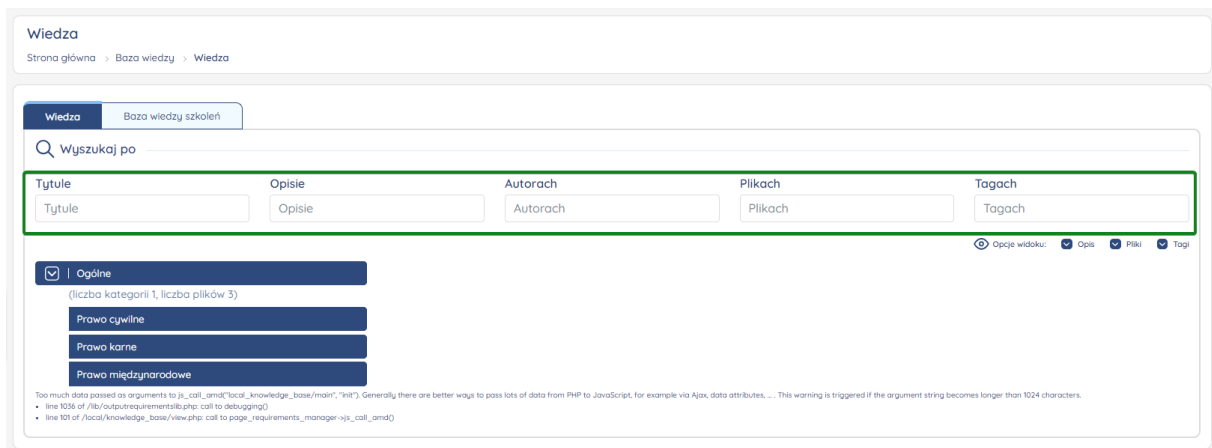 Wiedza
Strona główna > Baza wiedzy > Wiedza
Wiedza Baza wiedzy szkoleń
Wyszukaj po
Tytule Opisie Autorach Plikach Tagach
Tytule Opisie Autorach Plikach Tagach
Opcje widoku: Opis Pliki Tagi
| Ogólne
(liczba kategorii 1, liczba plików 3)
Prawo cywilne
Prawo karne
Prawo międzynarodowe
Too much data passed as arguments to js_call_amd("local_knowledge_base/main", "init"). Generally there are better ways to pass lots of data from PHP to JavaScript, for example via Ajax, data attributes, ... . This warning is triggered if the argument string becomes longer than 1024 characters.
• line 1036 of /lib/outputrequirementslib.php: call to debugging()
• line 101 of /local/knowledge_base/view.php: call to page_requirements_manager->js_call_amd()